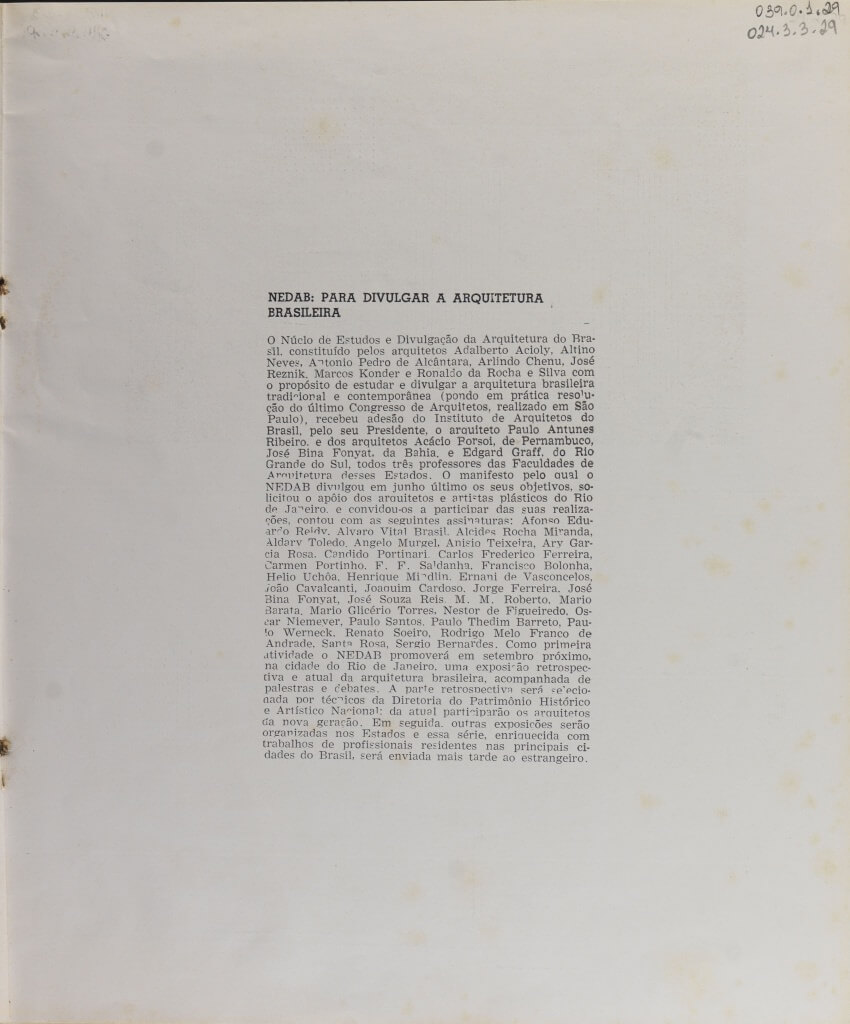 039.0.1.29
024.3.3.29
NEDAB: PARA DIVULGAR A ARQUITETURA
BRASILEIRA
O Núcio de Estudos e Divulgação da Arquitetura do Bra-
sil, constituído pelos arquitetos Adalberto Acioly, Altino
Neves, Antonio Pedro de Alcântara, Arlindo Chenu, José
Reznik, Marcos Konder e Ronaldo da Rocha e Silva com
o propósito de estudar e divulgar a arquitetura brasileira
tradicional e contemporânea (pondo em prática resolu-
ção do último Congresso de Arquitetos, realizado em São
Paulo), recebeu adesão do Instituto de Arquitetos do
Brasil, pelo seu Presidente, o arquiteto Paulo Antunes
Ribeiro, e dos arquitetos Acácio Porsoi, de Pernambuco,
José Bina Fonyat, da Bahia, e Edgard Graff, do Rio
Grande do Sul, todos três professores das Faculdades de
Arquitetura desses Estados. O manifesto pelo qual o
NEDAB divulgou em junho último os seus objetivos, so-
licitou o apôio dos arquitetos e artistas plásticos do Rio
de Janeiro, e convidou-os a participar das suas realiza-
ções, contou com as seguintes assinaturas: Afonso Edu-
ardo Reidy, Alvaro Vital Brasil, Alcides Rocha Miranda,
Aldary Toledo, Angelo Murgel, Anisio Teixeira, Ary Gar-
cia Rosa, Candido Portinari, Carlos Frederico Ferreira,
Carmen Portinho, F. F. Saldanha, Francisco Bolonha,
Helio Uchôa, Henrique Mindlin, Ernani de Vasconcelos,
João Cavalcanti, Joaquim Cardoso, Jorge Ferreira, José
Bina Fonyat, José Souza Reis, M. M. Roberto, Mario
Barata, Mario Glicério Torres, Nestor de Figueiredo, Os-
car Niemeyer, Paulo Santos, Paulo Thedim Barreto, Pau-
lo Werneck, Renato Soeiro, Rodrigo Melo Franco de
Andrade, Santa Rosa, Sergio Bernardes. Como primeira
atividade o NEDAB promoverá em setembro próximo,
na cidade do Rio de Janeiro, uma exposição retrospec-
tiva e atual da arquitetura brasileira, acompanhada de
palestras e debates. A parte retrospectiva será selecio-
nada por técnicos da Diretoria do Patrimônio Histórico
e Artístico Nacional; da atual participarão os arquitetos
da nova geração. Em seguida, outras exposições serão
organizadas nos Estados e essa série, enriquecida com
trabalhos de profissionais residentes nas principais ci-
dades do Brasil, será enviada mais tarde ao estrangeiro.